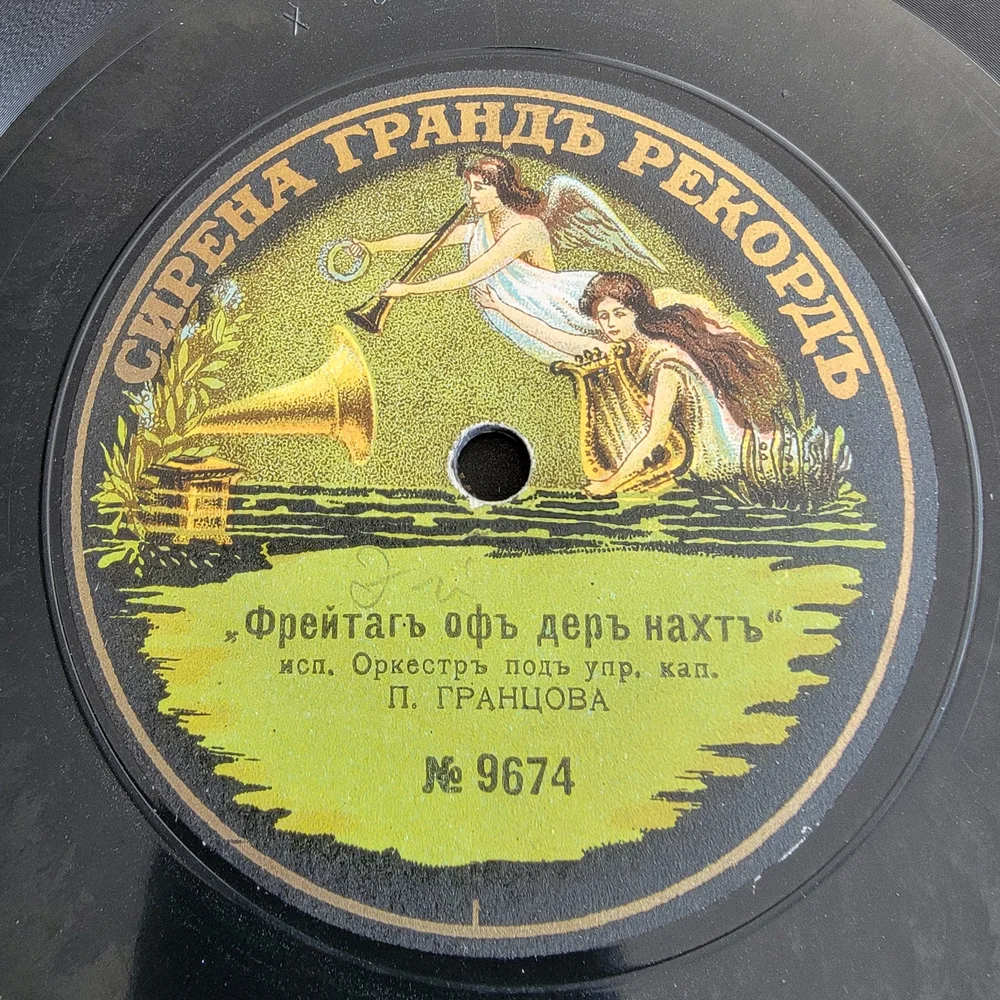 СИРЕНА ГРАНДЪ РЕКОРДЪ
„Фрейтагъ офъ деръ нахтъ“
исп. Оркестръ подъ упр. кап.
П. ГРАНЦОВА
№ 9674